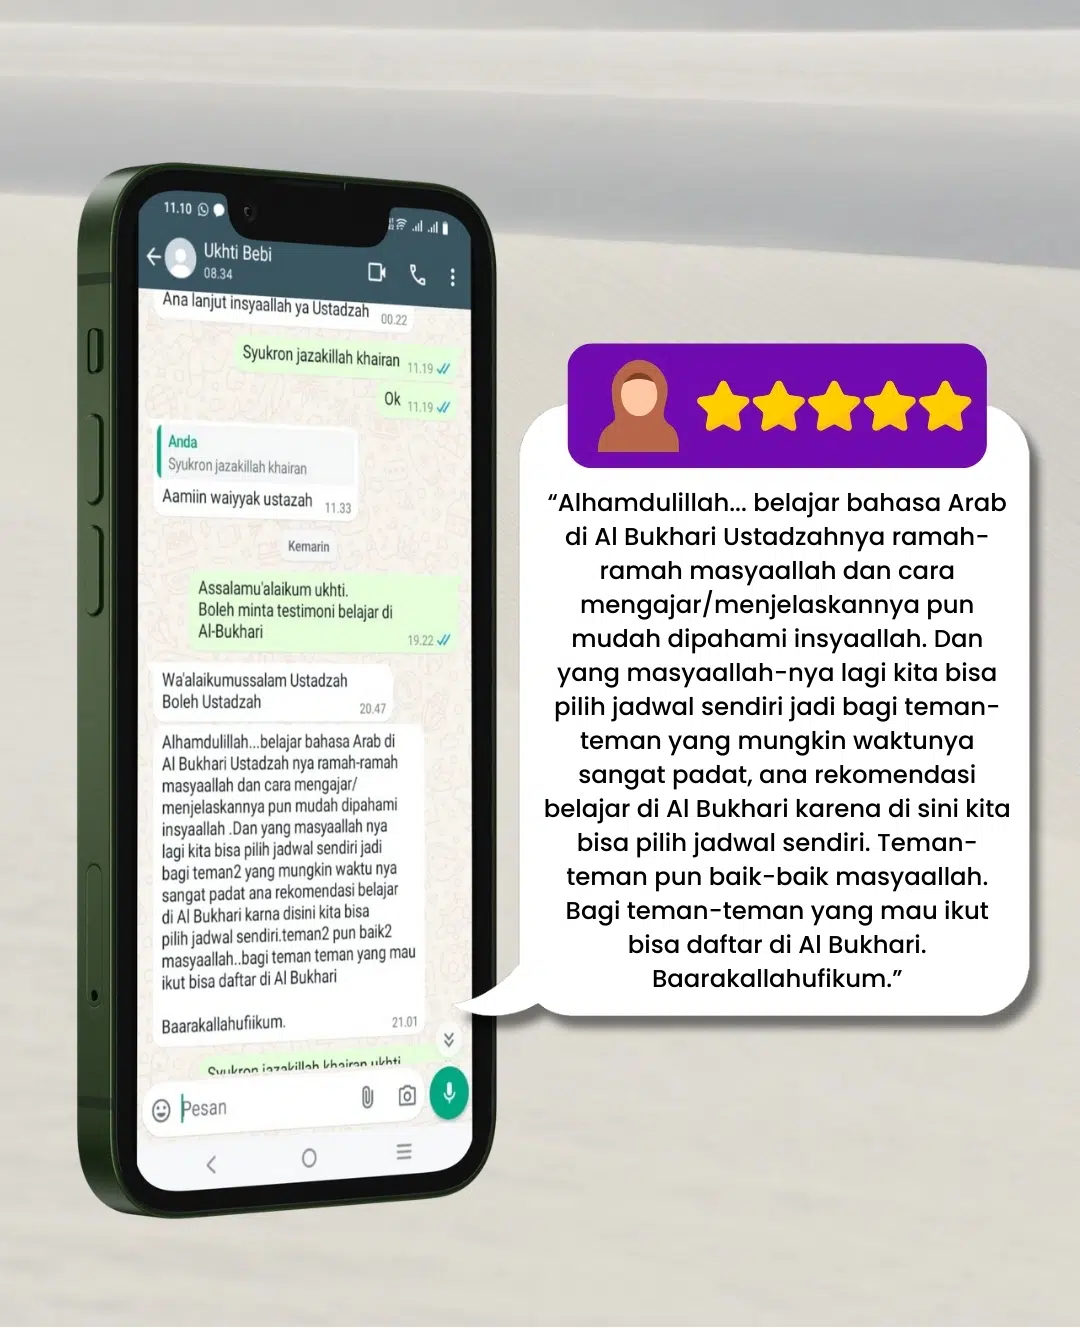 11.10
Ukhti Bebi
08.34
Ana lanjut insyaallah ya Ustadzah
00.22
Syukron jazakillah khairan
11.19
Ok
11.19
Anda
Syukron jazakillah khairan
Aamiin waiyyak ustazah
11.33
Kemarin
Assalamu'alaikum ukhti.
Boleh minta testimoni belajar di
Al-Bukhari
19.22
Wa'alaikumussalam Ustadzah
Boleh Ustadzah
20.47
Alhamdulillah...belajar bahasa Arab di
Al Bukhari Ustadzah nya ramah-ramah
masyaallah dan cara mengajar/
menjelaskannya pun mudah dipahami
insyaallah .Dan yang masyaallah nya
lagi kita bisa pilih jadwal sendiri jadi
bagi teman2 yang mungkin waktu nya
sangat padat ana rekomendasi belajar
di Al Bukhari karna disini kita bisa
pilih jadwal sendiri.teman2 pun baik2
masyaallah..bagi teman teman yang mau
ikut bisa daftar di Al Bukhari
Baarakallahufiikum.
21.01
Syukron jazakillah khairan ukhti
Pesan
“Alhamdulillah... belajar bahasa Arab
di Al Bukhari Ustadzahnya ramah-
ramah masyaallah dan cara
mengajar/menjelaskannya pun
mudah dipahami insyaallah. Dan
yang masyaallah-nya lagi kita bisa
pilih jadwal sendiri jadi bagi teman-
teman yang mungkin waktunya
sangat padat, ana rekomendasi
belajar di Al Bukhari karena di sini kita
bisa pilih jadwal sendiri. Teman-
teman pun baik-baik masyaallah.
Bagi teman-teman yang mau ikut
bisa daftar di Al Bukhari.
Baarakallahufikum.”